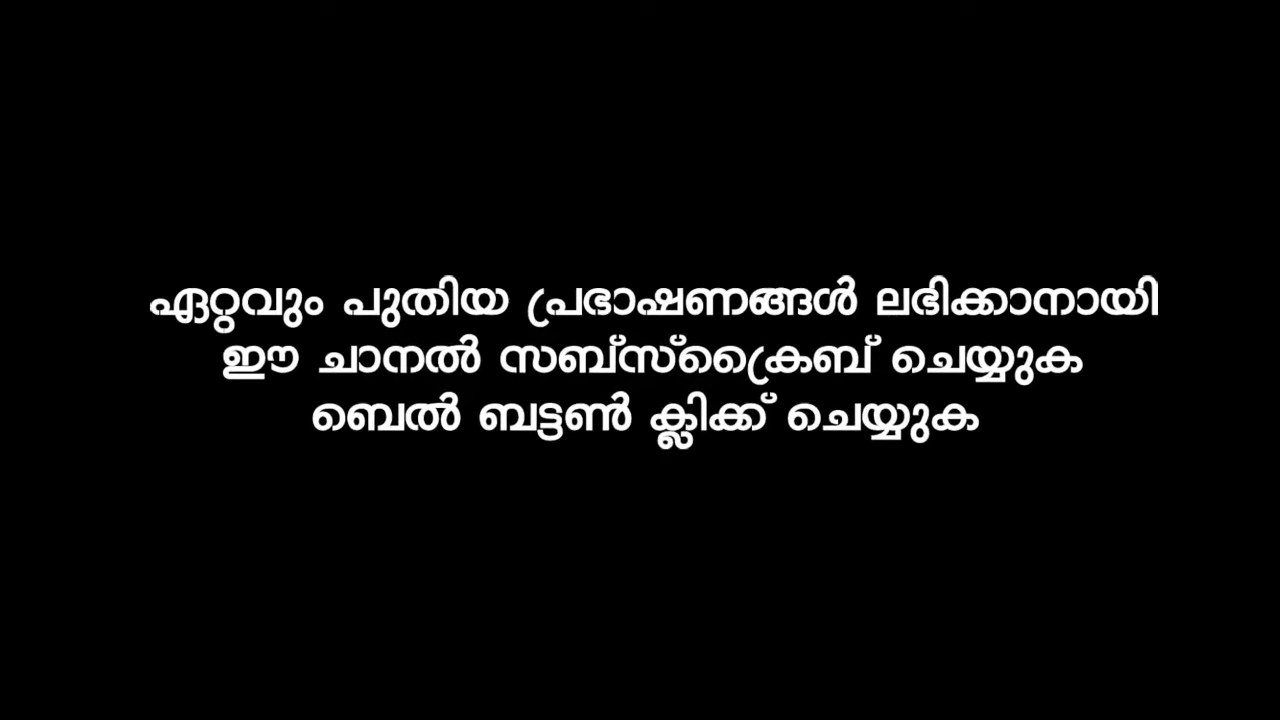 ഏറ്റവും പുതിയ പ്രഭാഷണങ്ങൾ ലഭിക്കാനായി
ഈ ചാനൽ സബ്സ്ക്രൈബ് ചെയ്യുക
ബെൽ ബട്ടൺ ക്ലിക്ക് ചെയ്യുക